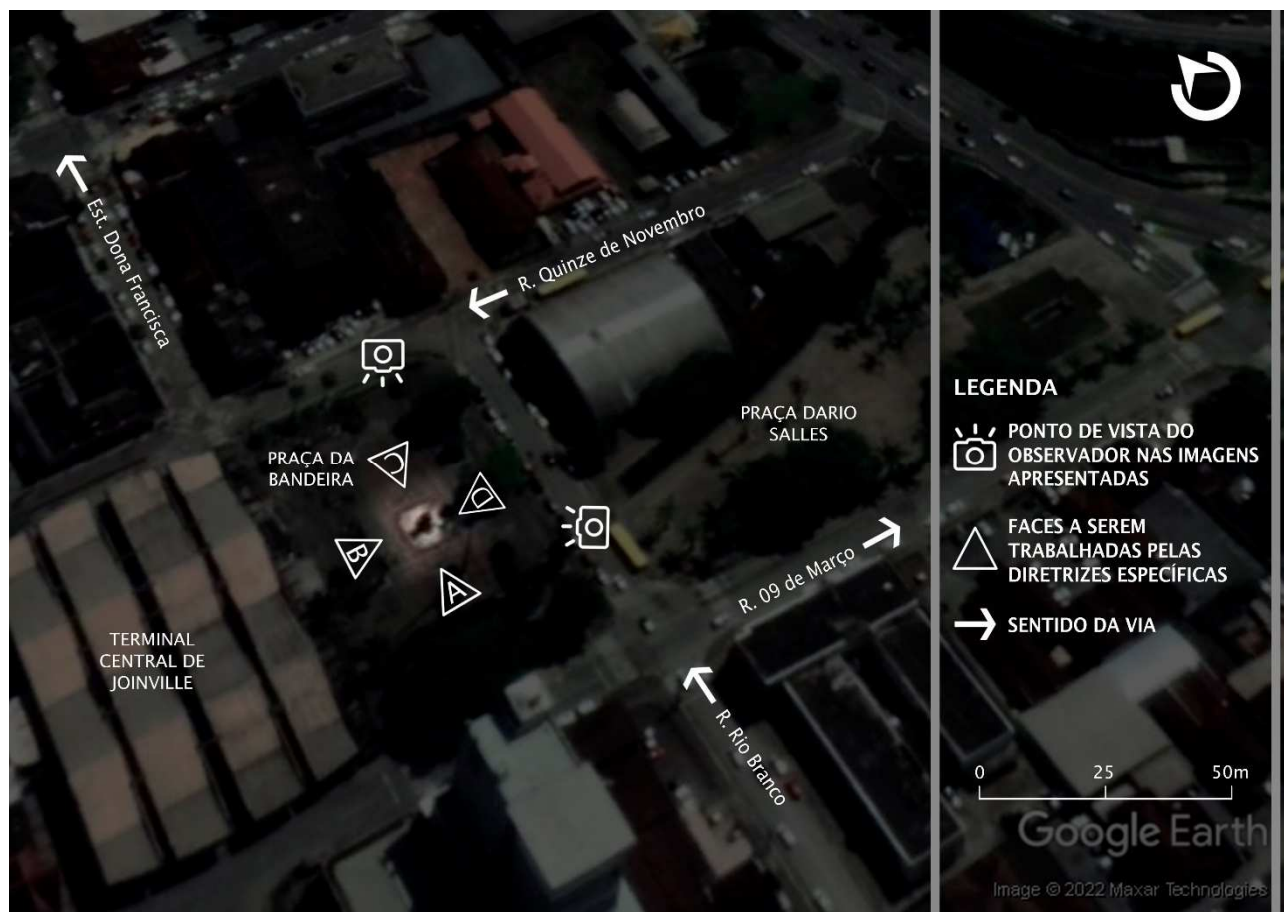 Est. Dona Francisca
R. Quinze de Novembro
PRAÇA DARIO
SALLES
PRAÇA DA
BANDEIRA
C
D
B
A
R. 09 de Março
TERMINAL
CENTRAL DE
JOINVILLE
R. Rio Branco
LEGENDA
PONTO DE VISTA DO
OBSERVADOR NAS IMAGENS
APRESENTADAS
FACES A SEREM
TRABALHADAS PELAS
DIRETRIZES ESPECÍFICAS
SENTIDO DA VIA
0 25 50m
Google Earth
Image © 2022 Maxar Technologies